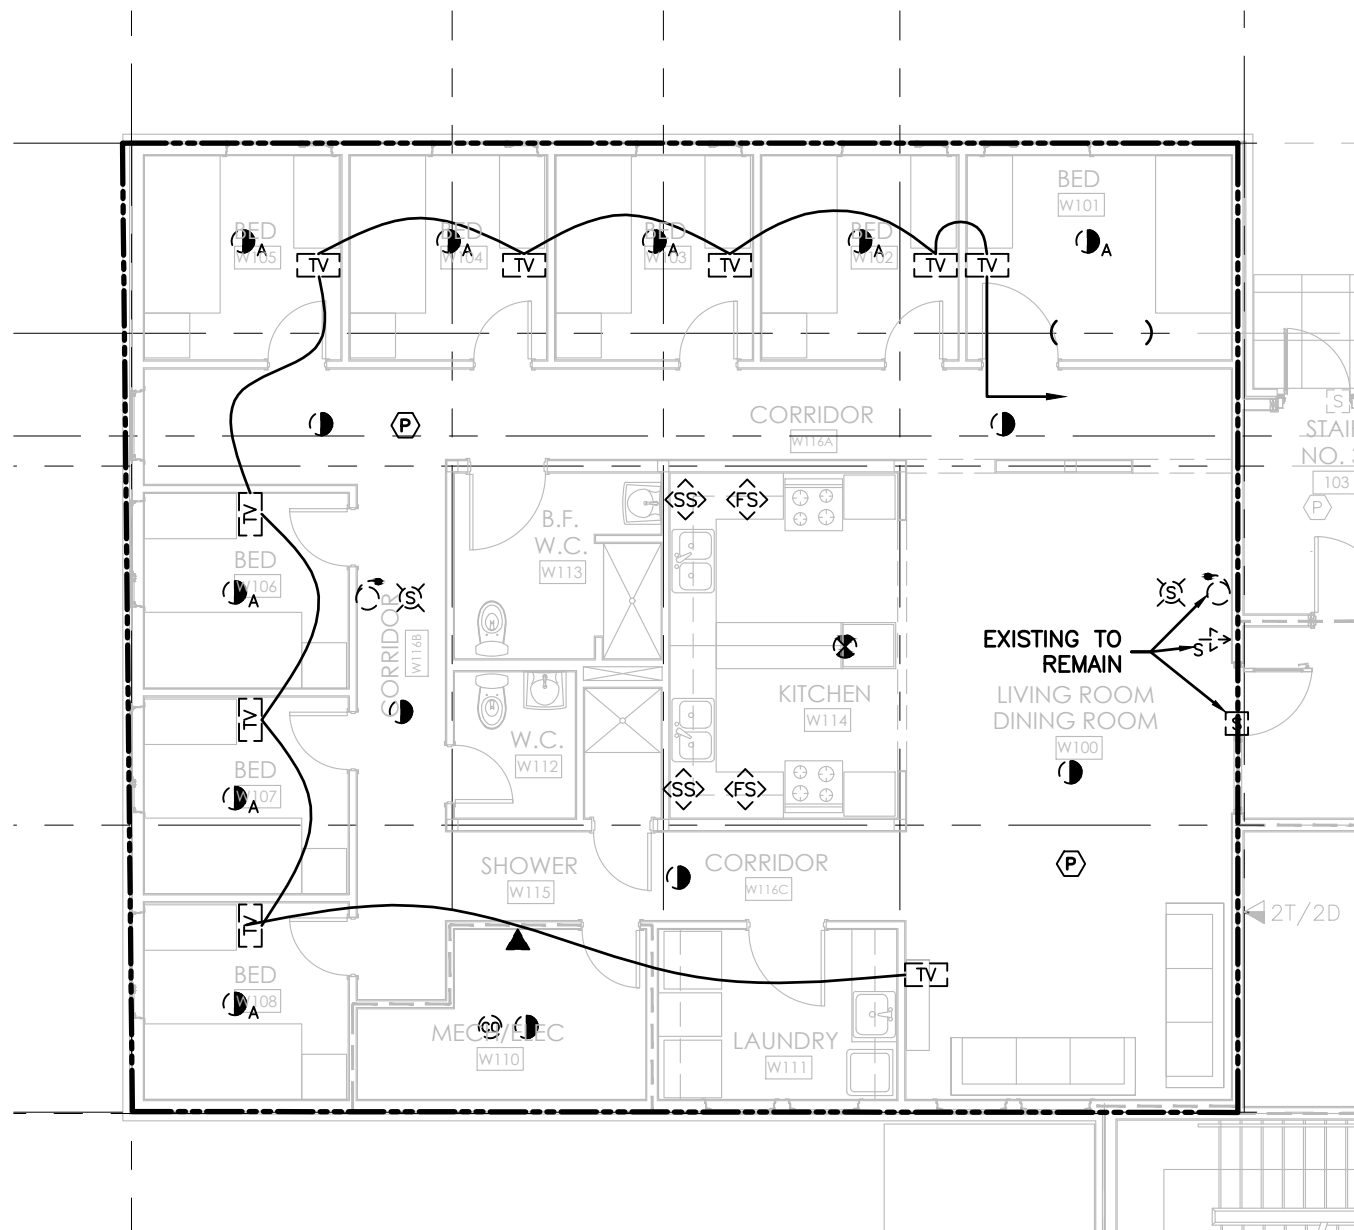 BED
W105
A
TV
BED
W104
A
TV
BED
W103
A
TV
BED
W102
A
TV
TV
BED
W101
A
P
CORRIDOR
W116A
S
STAI
NO. 
103
P
TV
BED
W106
A
S
CORRIDOR
W116B
B.F.
W.C.
W113
SS
FS
EXISTING TO
REMAIN
S
S
S
LIVING ROOM
DINING ROOM
W100
KITCHEN
W114
TV
BED
W107
A
W.C.
W112
SS
FS
SHOWER
W115
CORRIDOR
W116C
P
2T/2D
TV
BED
W108
A
TV
CO
MECH/ELEC
W110
LAUNDRY
W111